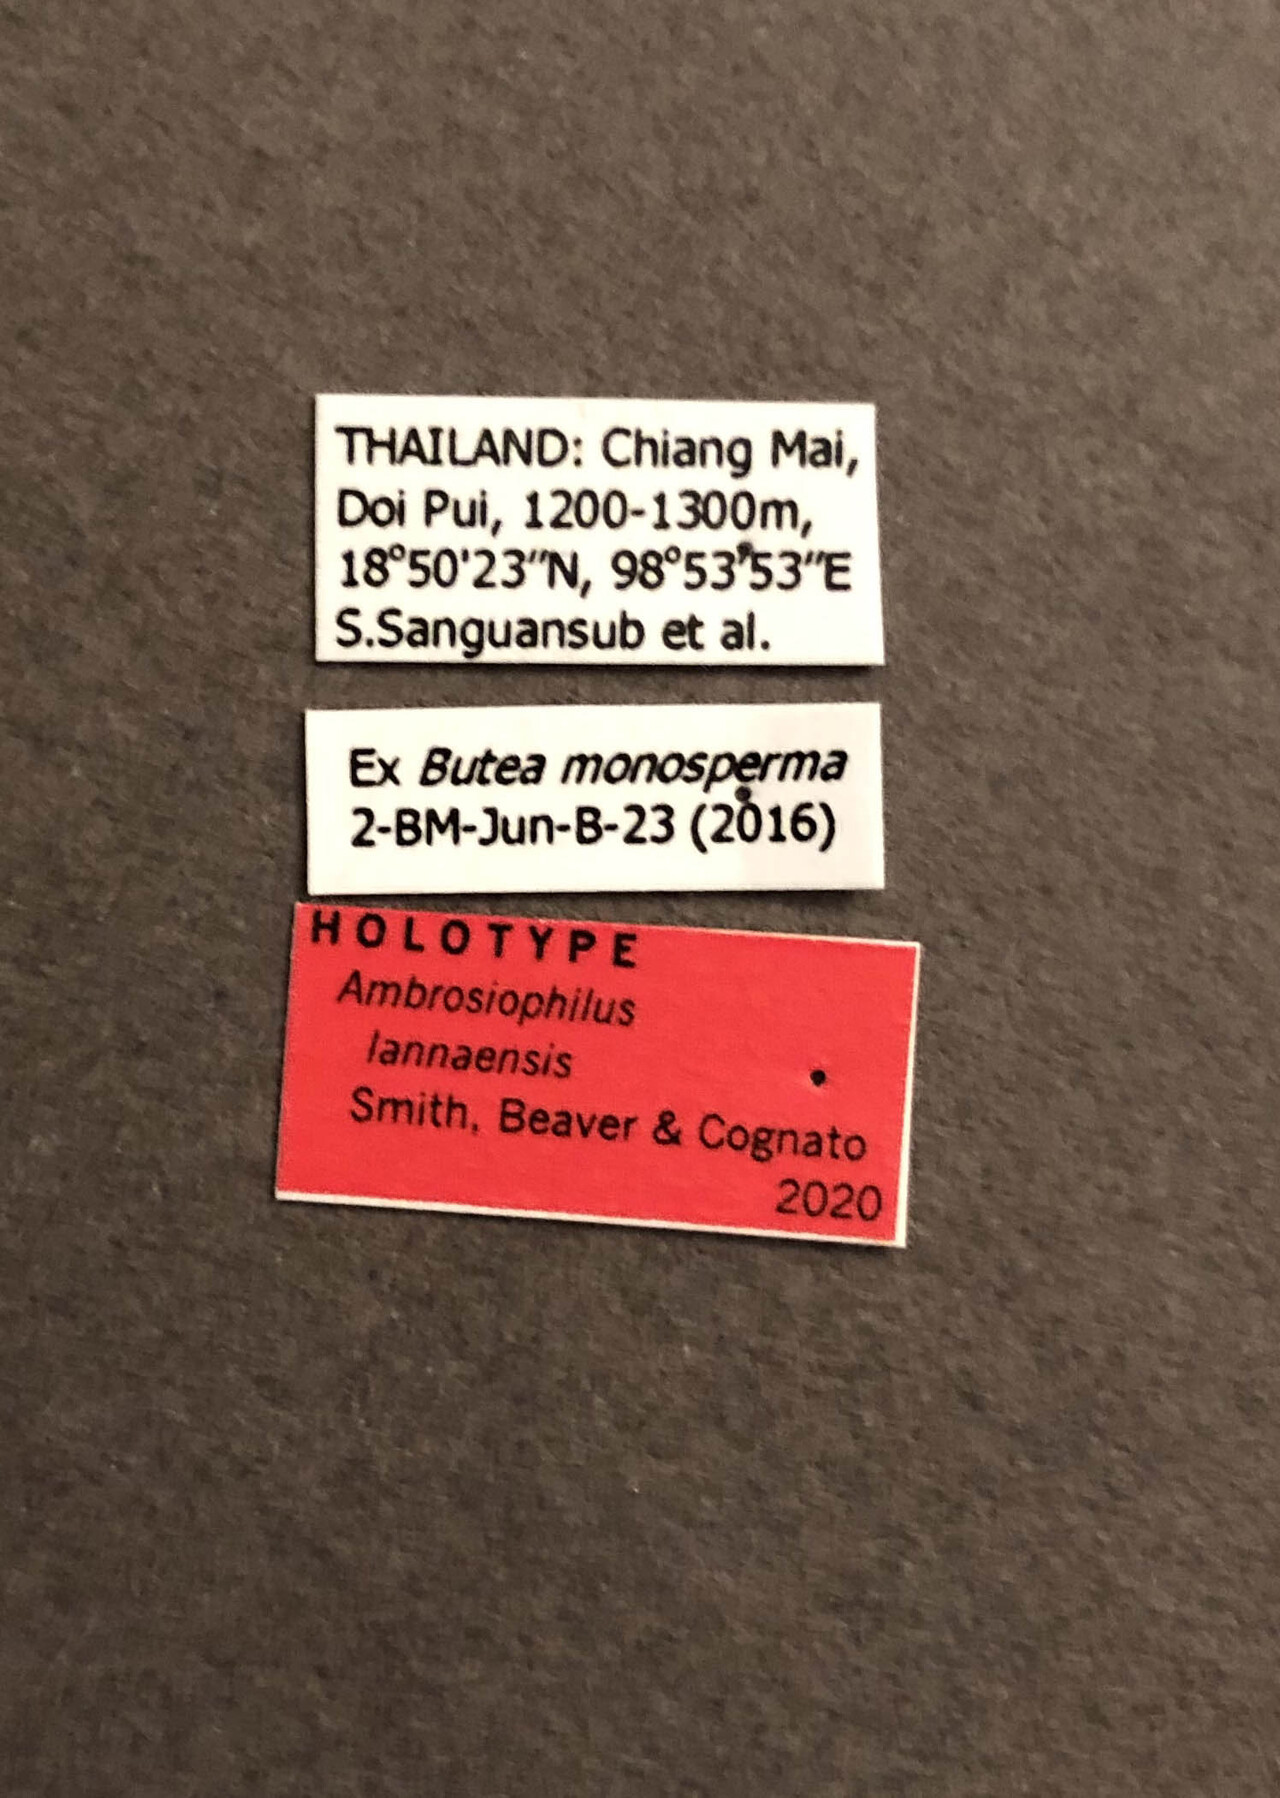 THAILAND: Chiang Mai,
Doi Pui, 1200-1300m,
18°50'23"N, 98°53'53"E
S.Sanguansub et al.
Ex Butea monosperma
2-BM-Jun-B-23 (2016)
HOLOTYPE
Ambrosiophilus
lannaensis
Smith, Beaver & Cognato
2020